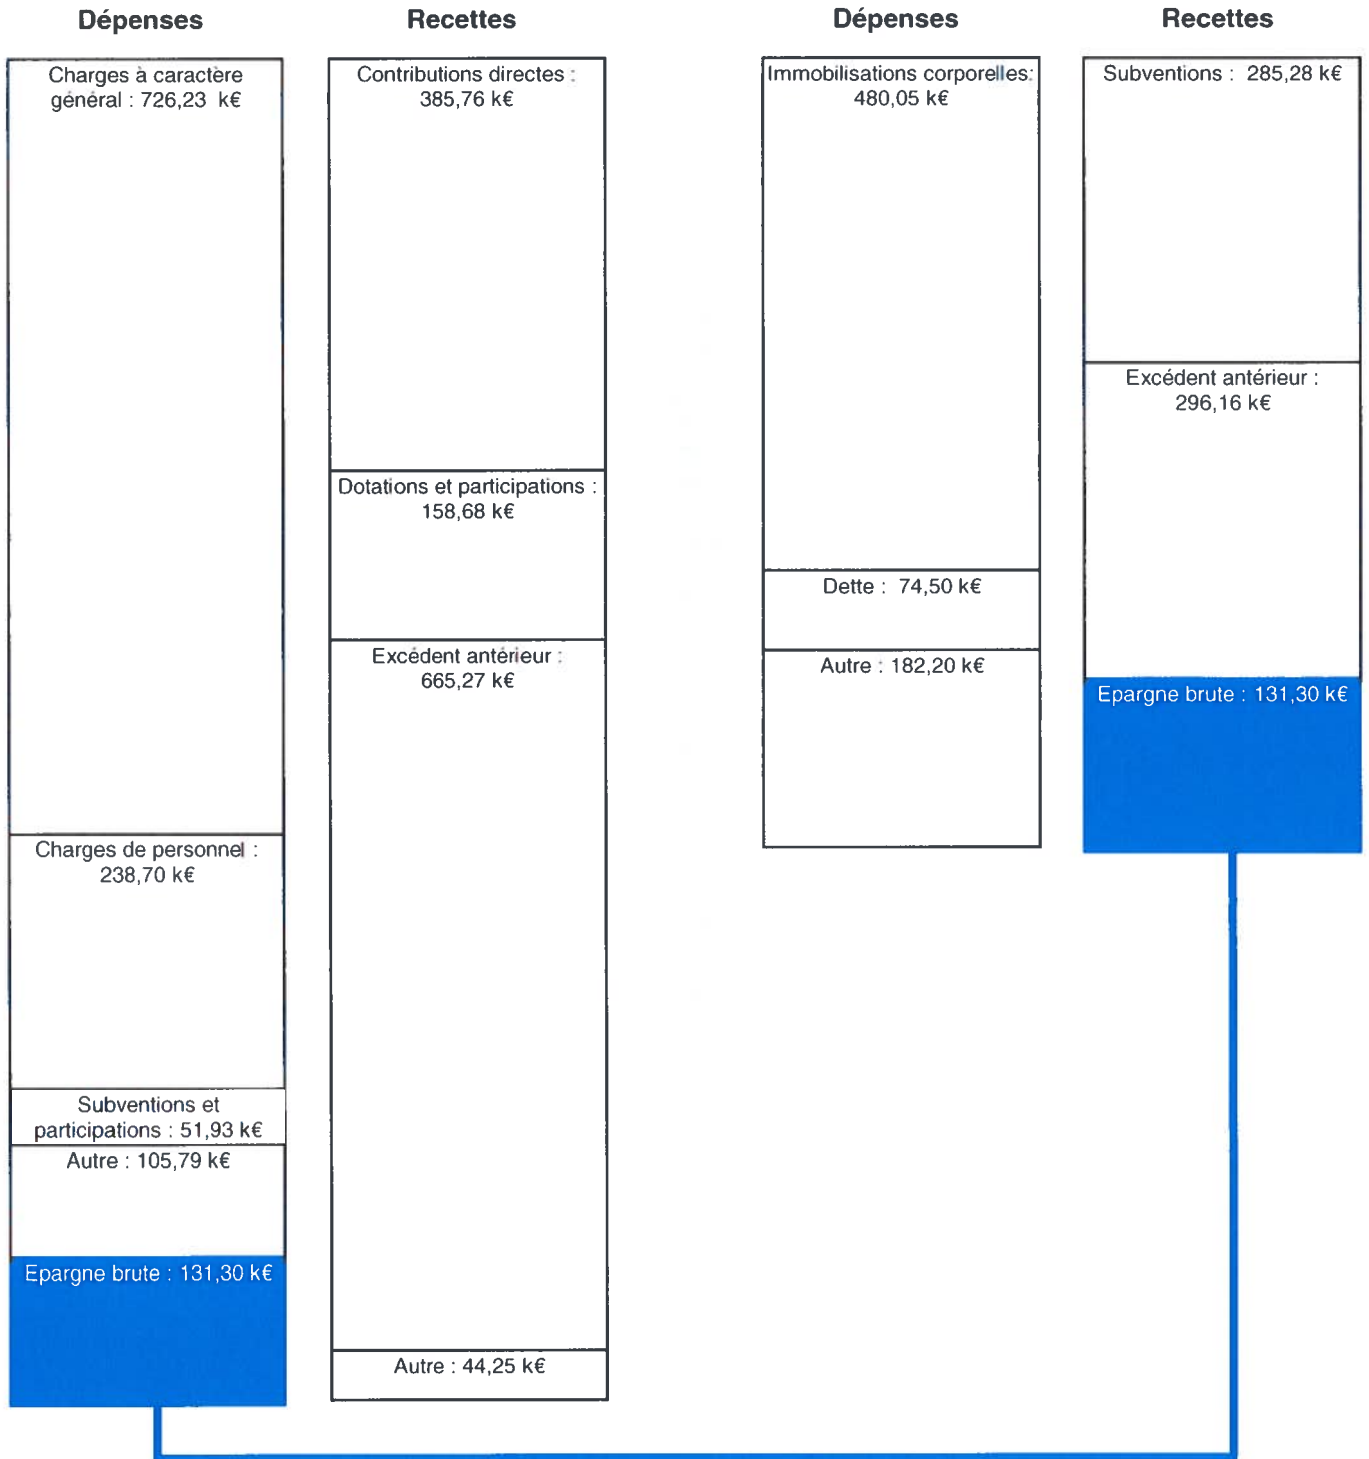 Dépenses
Charges à caractère
général : 726,23 k€
Charges de personnel :
238,70 k€
Subventions et
participations : 51,93 k€
Autre : 105,79 k€
Epargne brute : 131,30 k€
Recettes
Contributions directes :
385,76 k€
Dotations et participations :
158,68 k€
Excédent antérieur :
665,27 k€
Autre : 44,25 k€
Dépenses
Immobilisations corporelles:
480,05 k€
Dette : 74,50 k€
Autre : 182,20 k€
Recettes
Subventions : 285,28 k€
Excédent antérieur :
296,16 k€
Epargne brute : 131,30 k€